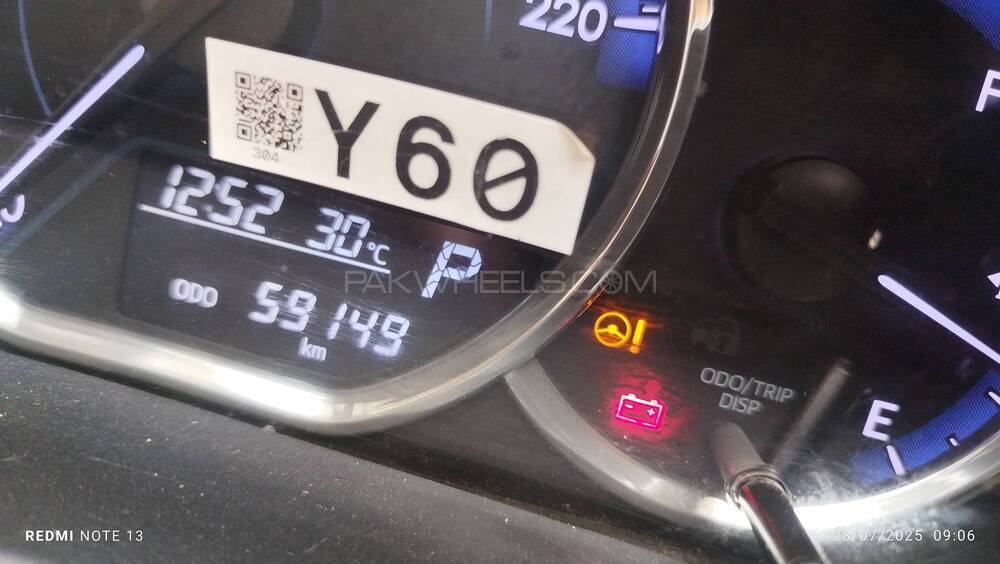 220
Y60
304
12:52 30°C P
ODO 59149 km
PAKWHEELS.COM
ODO/TRIP
DISP
F
E
REDMI NOTE 13
28/07/2025 09:06